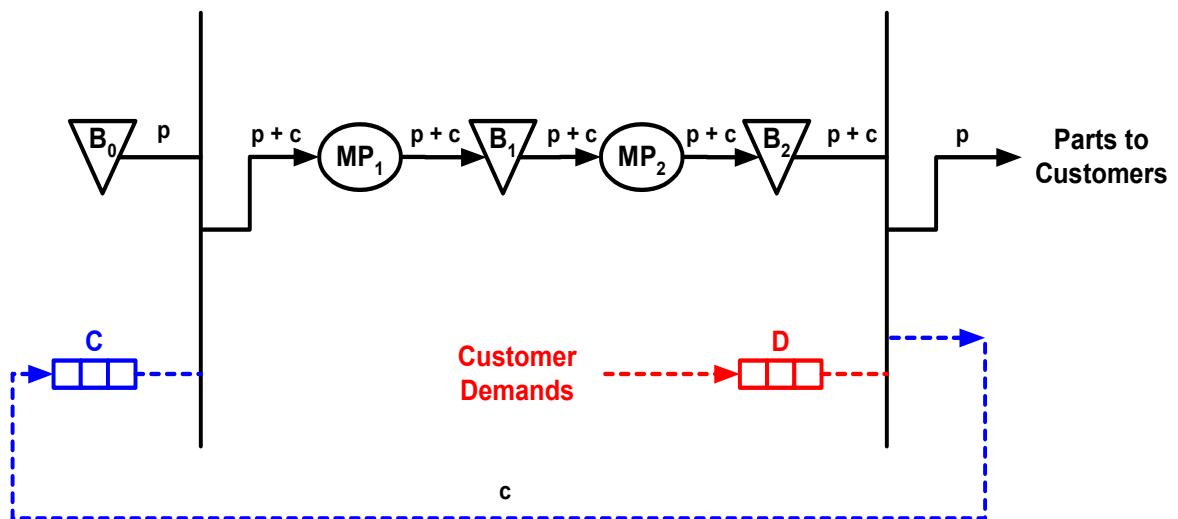 p
p + c
p + c
p + c
p + c
p + c
p
B0
MP1
B1
MP2
B2
Parts to
Customers
C
Customer
Demands
D
c